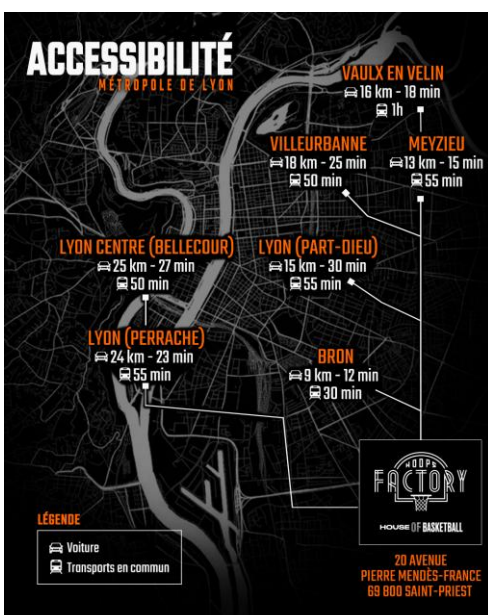 ACCESSIBILITÉ
MÉTROPOLE DE LYON
VAULX EN VELIN
16 km - 18 min
1h
VILLEURBANNE
18 km - 25 min
50 min
MEYZIEU
13 km - 15 min
55 min
LYON CENTRE (BELLECOUR)
25 km - 27 min
50 min
LYON (PART-DIEU)
15 km - 30 min
55 min
LYON (PERRACHE)
24 km - 23 min
55 min
BRON
9 km - 12 min
30 min
HOOPS
FACTORY
HOUSE OF BASKETBALL
LÉGENDE
Voiture
Transports en commun
20 AVENUE
PIERRE MENDÈS-FRANCE
69 800 SAINT-PRIEST